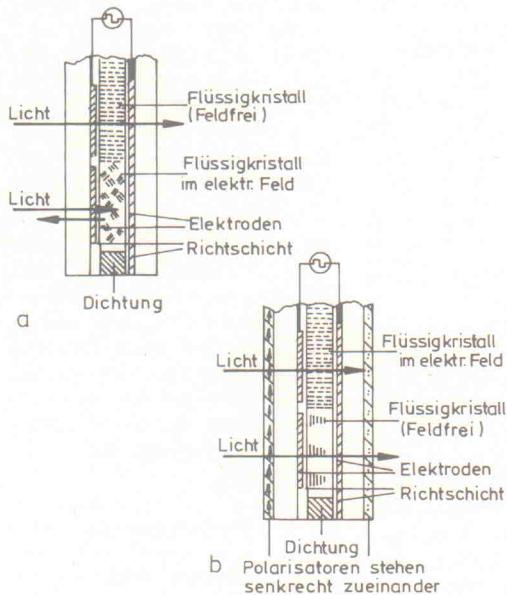 Licht
Flüssigkristall
(Feldfrei)
Flüssigkristall
im elektr. Feld
Licht
Elektroden
Richtschicht
Dichtung
a
Flüssigkristall
im elektr. Feld
Licht
Flüssigkristall
(Feldfrei)
Licht
Elektroden
Richtschicht
Dichtung
b Polarisatoren stehen
senkrecht zueinander